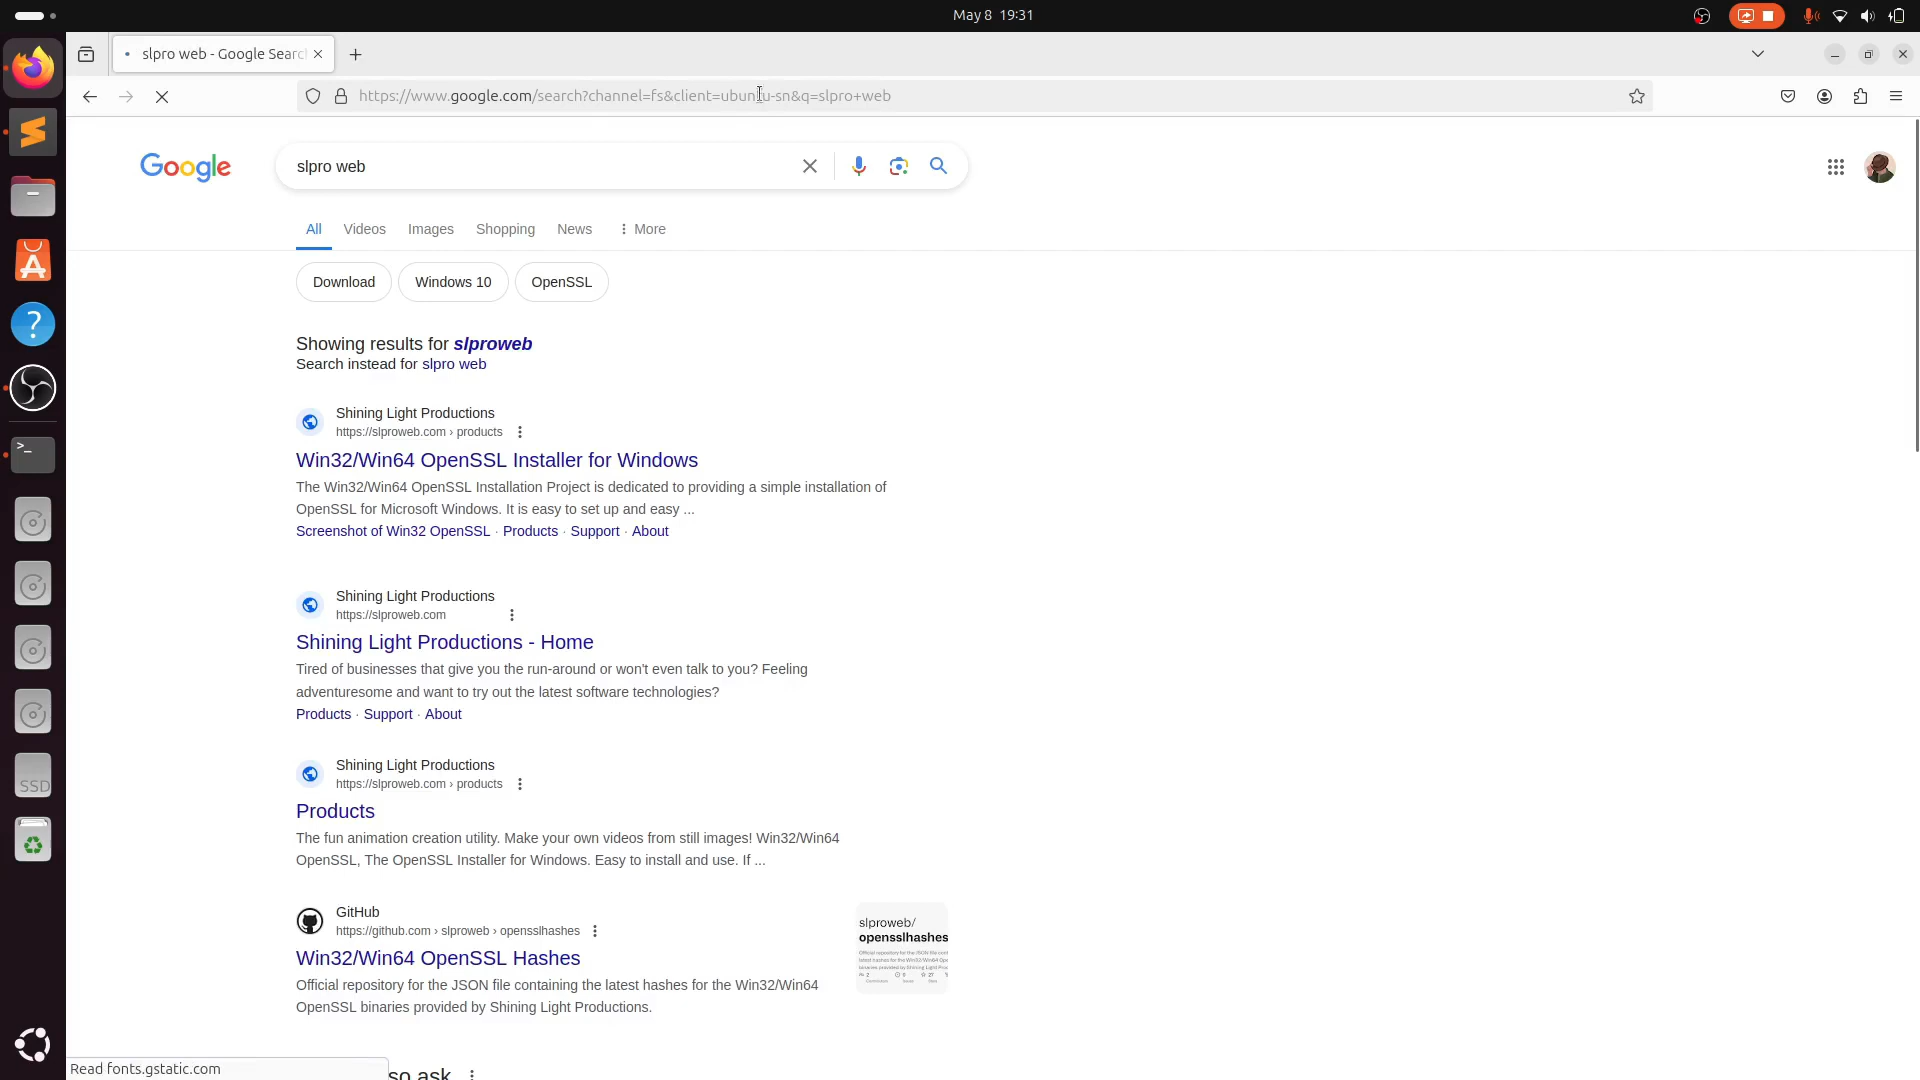 May 8 19:31
slpro web - Google Searc
https://www.google.com/search?channel=fs&client=ubuntu-sn&q=slpro+web
Google
slpro web
All Videos Images Shopping News More
Download Windows 10 OpenSSL
Showing results for slproweb
Search instead for slpro web
Shining Light Productions
https://slproweb.com › products
Win32/Win64 OpenSSL Installer for Windows
The Win32/Win64 OpenSSL Installation Project is dedicated to providing a simple installation of
OpenSSL for Microsoft Windows. It is easy to set up and easy ...
Screenshot of Win32 OpenSSL · Products · Support · About
Shining Light Productions
https://slproweb.com
Shining Light Productions - Home
Tired of businesses that give you the run-around or won't even talk to you? Feeling
adventuresome and want to try out the latest software technologies?
Products · Support · About
Shining Light Productions
https://slproweb.com › products
Products
The fun animation creation utility. Make your own videos from still images! Win32/Win64
OpenSSL, The OpenSSL Installer for Windows. Easy to install and use. If ...
GitHub
https://github.com › slproweb › opensslhashes
Win32/Win64 OpenSSL Hashes
Official repository for the JSON file containing the latest hashes for the Win32/Win64
OpenSSL binaries provided by Shining Light Productions.
slproweb/
opensslhashes
SSD
Read fonts.gstatic.com
so ask